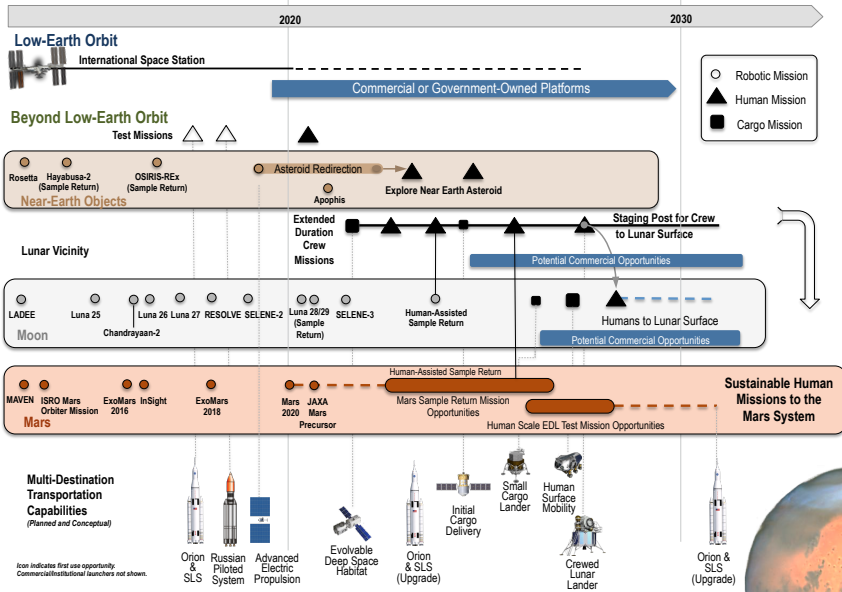 2020
2030
Low-Earth Orbit
International Space Station
Commercial or Government-Owned Platforms
Robotic Mission
Human Mission
Cargo Mission
Beyond Low-Earth Orbit
Test Missions
Asteroid Redirection
Rosetta
Hayabusa-2
(Sample Return)
OSIRIS-REx
(Sample Return)
Apophis
Explore Near Earth Asteroid
Near-Earth Objects
Extended
Duration
Crew
Missions
Staging Post for Crew
to Lunar Surface
Lunar Vicinity
Potential Commercial Opportunities
LADEE
Luna 25
Chandrayaan-2
Luna 26
Luna 27
RESOLVE
SELENE-2
Luna 28/29
(Sample
Return)
SELENE-3
Human-Assisted
Sample Return
Humans to Lunar Surface
Potential Commercial Opportunities
Moon
Human-Assisted Sample Return
MAVEN
ISRO Mars
Orbiter Mission
ExoMars
2016
InSight
ExoMars
2018
Mars
2020
JAXA
Mars
Precursor
Mars Sample Return Mission
Opportunities
Human Scale EDL Test Mission Opportunities
Sustainable Human
Missions to the
Mars System
Mars
Multi-Destination
Transportation
Capabilities
(Planned and Conceptual)
Orion
&
SLS
Russian
Piloted
System
Advanced
Electric
Propulsion
Evolvable
Deep Space
Habitat
Orion
& SLS
(Upgrade)
Initial
Cargo
Delivery
Small
Cargo
Lander
Human
Surface
Mobility
Crewed
Lunar
Lander
Orion &
SLS
(Upgrade)
Icon indicates first use opportunity.
Commercial/Institutional launchers not shown.